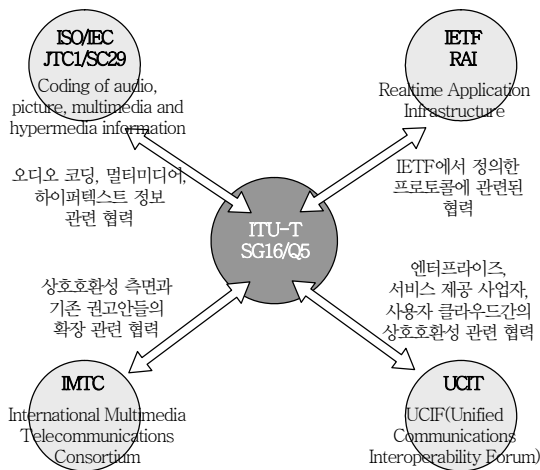 ISO/IEC
JTC1/SC29
Coding of audio,
picture, multimedia and
hypermedia information
IETF
RAI
Realtime Application
Infrastructure
오디오 코딩, 멀티미디어,
하이퍼텍스트 정보
관련 협력
IETF에서 정의한
프로토콜에 관련된
협력
ITU-T
SG16/Q5
상호호환성 측면과
기존 권고안들의
확장 관련 협력
엔터프라이즈,
서비스 제공 사업자,
사용자 클라우드간의
상호호환성 관련 협력
IMTC
International Multimedia
Telecommunications
Consortium
UCIT
UCIF(Unified
Communications
Interoperability Forum)